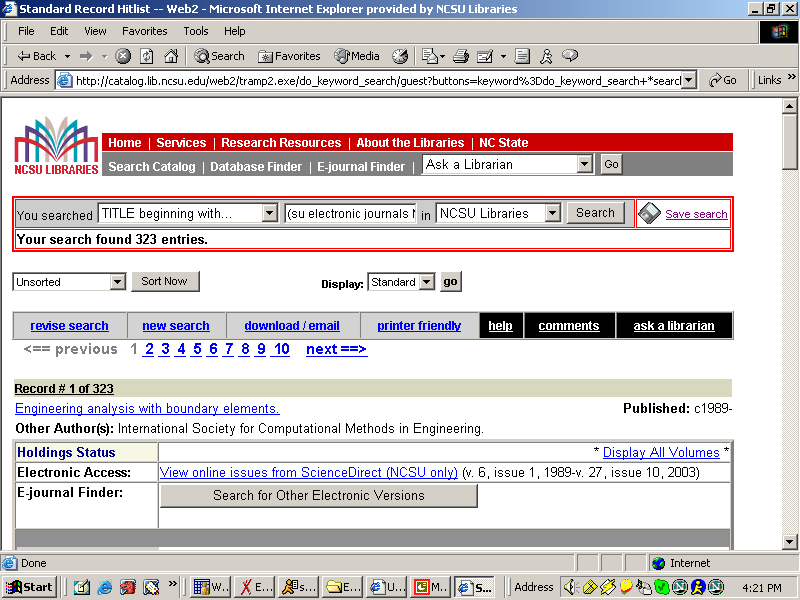 Standard Record Hitlist -- Web2 - Microsoft Internet Explorer provided by NCSU Libraries
File Edit View Favorites Tools Help
Back Search Favorites Media
Address http://catalog.lib.ncsu.edu/web2/tramp2.exe/do_keyword_search/guest?buttons=keyword%3Ddo_keyword_search+*searc Go Links »
Home | Services | Research Resources | About the Libraries | NC State
Search Catalog | Database Finder | E-journal Finder | Ask a Librarian Go
NCSU LIBRARIES
You searched TITLE beginning with... (su electronic journals in NCSU Libraries Search Save search
Your search found 323 entries.
Unsorted Sort Now Display: Standard go
revise search new search download / email printer friendly help comments ask a librarian
<== previous 1 2 3 4 5 6 7 8 9 10 next ==>
Record # 1 of 323
Engineering analysis with boundary elements. Published: c1989-
Other Author(s): International Society for Computational Methods in Engineering.
Holdings Status * Display All Volumes *
Electronic Access: View online issues from ScienceDirect (NCSU only) (v. 6, issue 1, 1989-v. 27, issue 10, 2003)
E-journal Finder: Search for Other Electronic Versions
Done Internet
Start » W... E... s... E... U... M... S... Address 4:21 PM